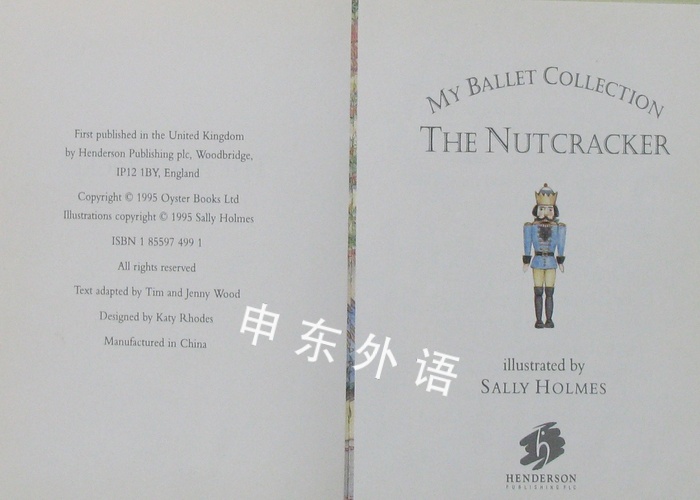 First published in the United Kingdom
by Henderson Publishing plc, Woodbridge,
IP12 1BY, England
Copyright © 1995 Oyster Books Ltd
Illustrations copyright © 1995 Sally Holmes
ISBN 1 85597 499 1
All rights reserved
Text adapted by Tim and Jenny Wood
Designed by Katy Rhodes
Manufactured in China
申东外语
MY BALLET COLLECTION
THE NUTCRACKER
illustrated by
SALLY HOLMES
h
HENDERSON
PUBLISHING PLC